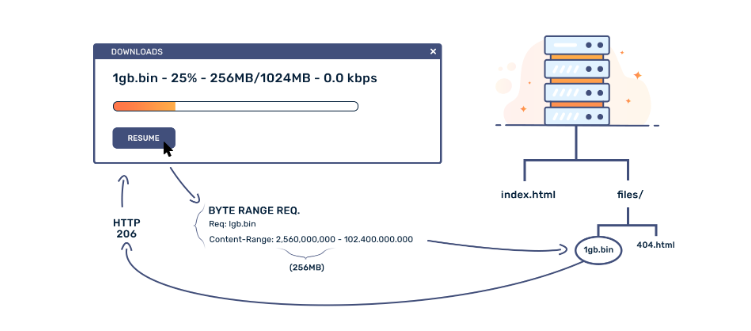 DOWNLOADS
×
1gb.bin - 25% - 256MB/1024MB - 0.0 kbps
RESUME
HTTP
206
BYTE RANGE REQ.
Req: lgb.bin
Content-Range: 2,560,000,000 - 102.400.000.000
(256MB)
index.html
files/
1gb.bin
404.html